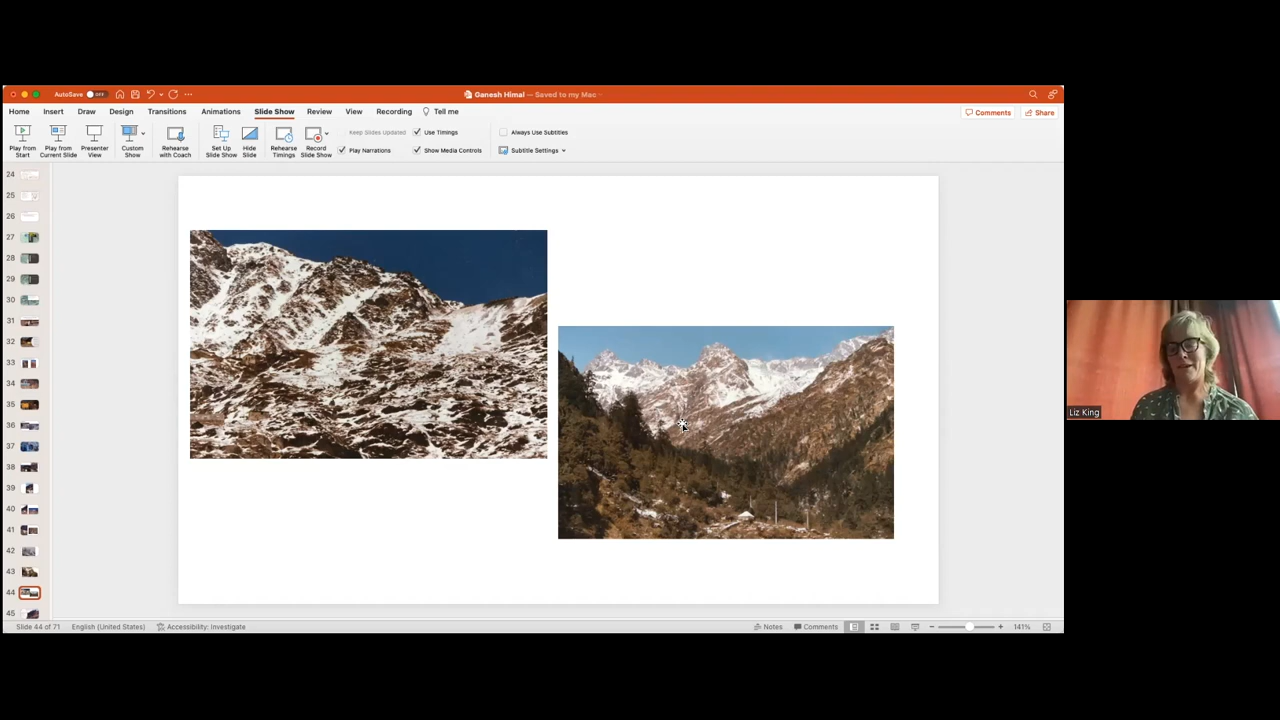 AutoSave OFF
Ganesh Himal — Saved to my Mac
Home Insert Draw Design Transitions Animations Slide Show Review View Recording Tell me
Comments Share
Play from Start
Play from Current Slide
Presenter View
Custom Show
Rehearse with Coach
Set Up Slide Show
Hide Slide
Rehearse Timings
Record Slide Show
Keep Slides Updated
Play Narrations
Use Timings
Show Media Controls
Always Use Subtitles
Subtitle Settings
24
25
26
27
28
29
30
31
32
33
34
35
36
37
38
39
40
41
42
43
44
45
Liz King
Slide 44 of 71 English (United States) Accessibility: Investigate Notes Comments 141%